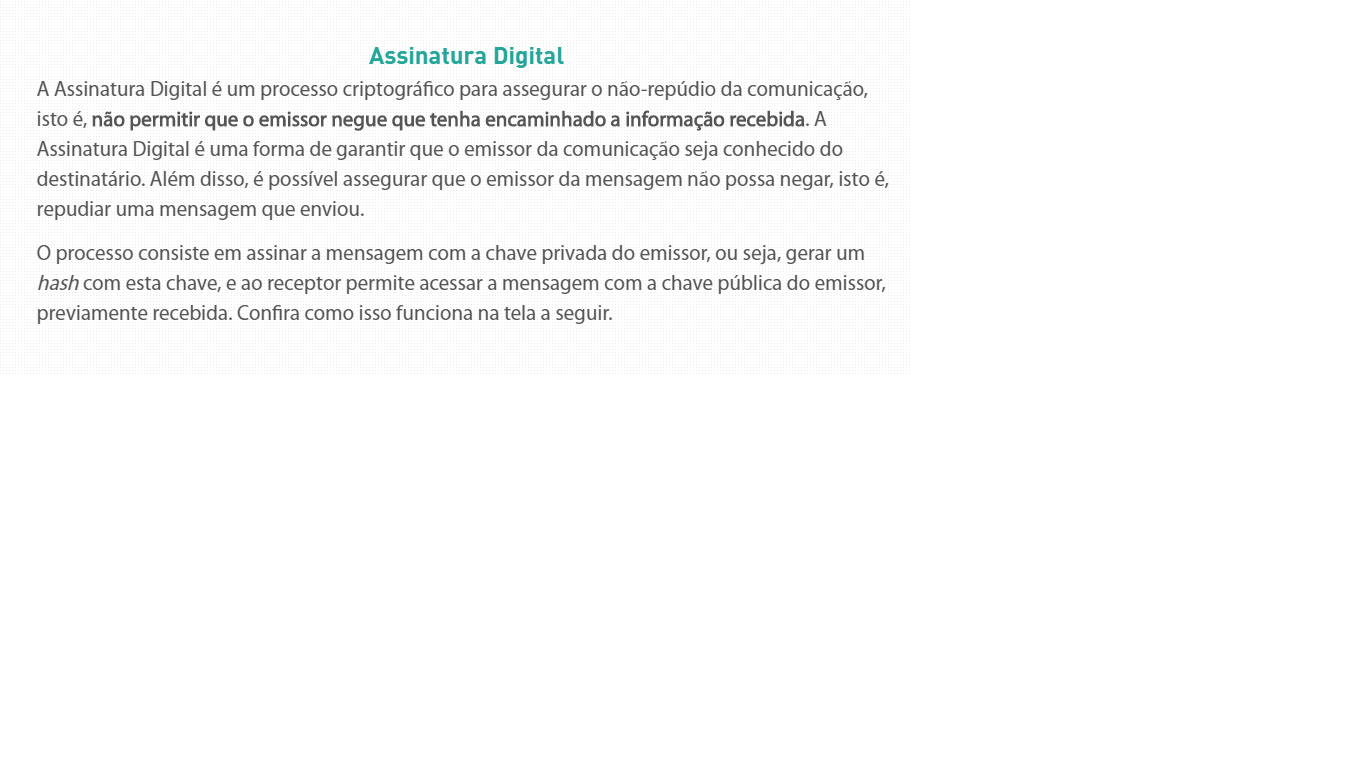 Assinatura Digital
A Assinatura Digital é um processo criptográfico para assegurar o não-repúdio da comunicação,
isto é, não permitir que o emissor negue que tenha encaminhado a informação recebida. A
Assinatura Digital é uma forma de garantir que o emissor da comunicação seja conhecido do
destinatário. Além disso, é possível assegurar que o emissor da mensagem não possa negar, isto é,
repudiar uma mensagem que enviou.
O processo consiste em assinar a mensagem com a chave privada do emissor, ou seja, gerar um
hash com esta chave, e ao receptor permite acessar a mensagem com a chave pública do emissor,
previamente recebida. Confira como isso funciona na tela a seguir.